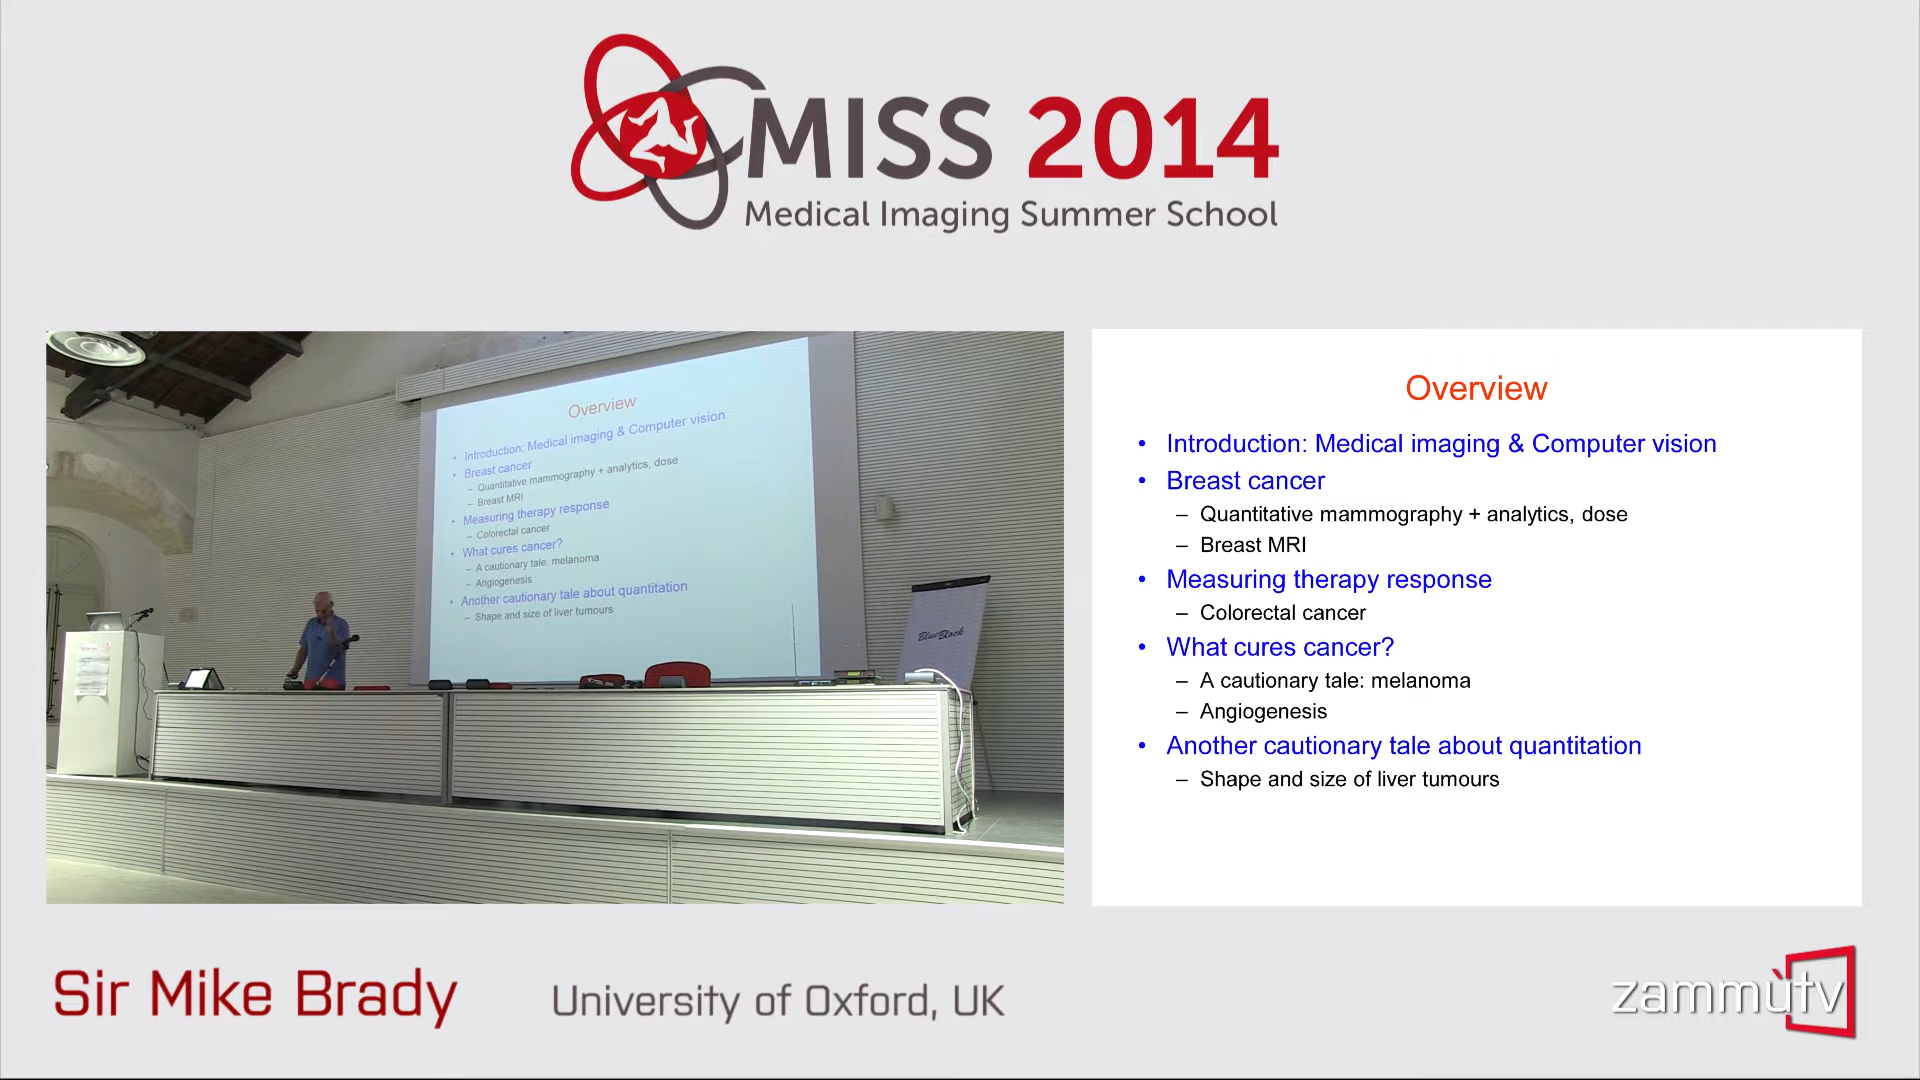 MISS 2014
Medical Imaging Summer School
Overview
Introduction: Medical imaging & Computer vision
Breast cancer
– Quantitative mammography + analytics, dose
– Breast MRI
Measuring therapy response
– Colorectal cancer
What cures cancer?
– A cautionary tale: melanoma
– Angiogenesis
Another cautionary tale about quantitation
– Shape and size of liver tumours
BlueBlock
Overview
• Introduction: Medical imaging & Computer vision
• Breast cancer
– Quantitative mammography + analytics, dose
– Breast MRI
• Measuring therapy response
– Colorectal cancer
• What cures cancer?
– A cautionary tale: melanoma
– Angiogenesis
• Another cautionary tale about quantitation
– Shape and size of liver tumours
Sir Mike Brady
University of Oxford, UK
zammùtv